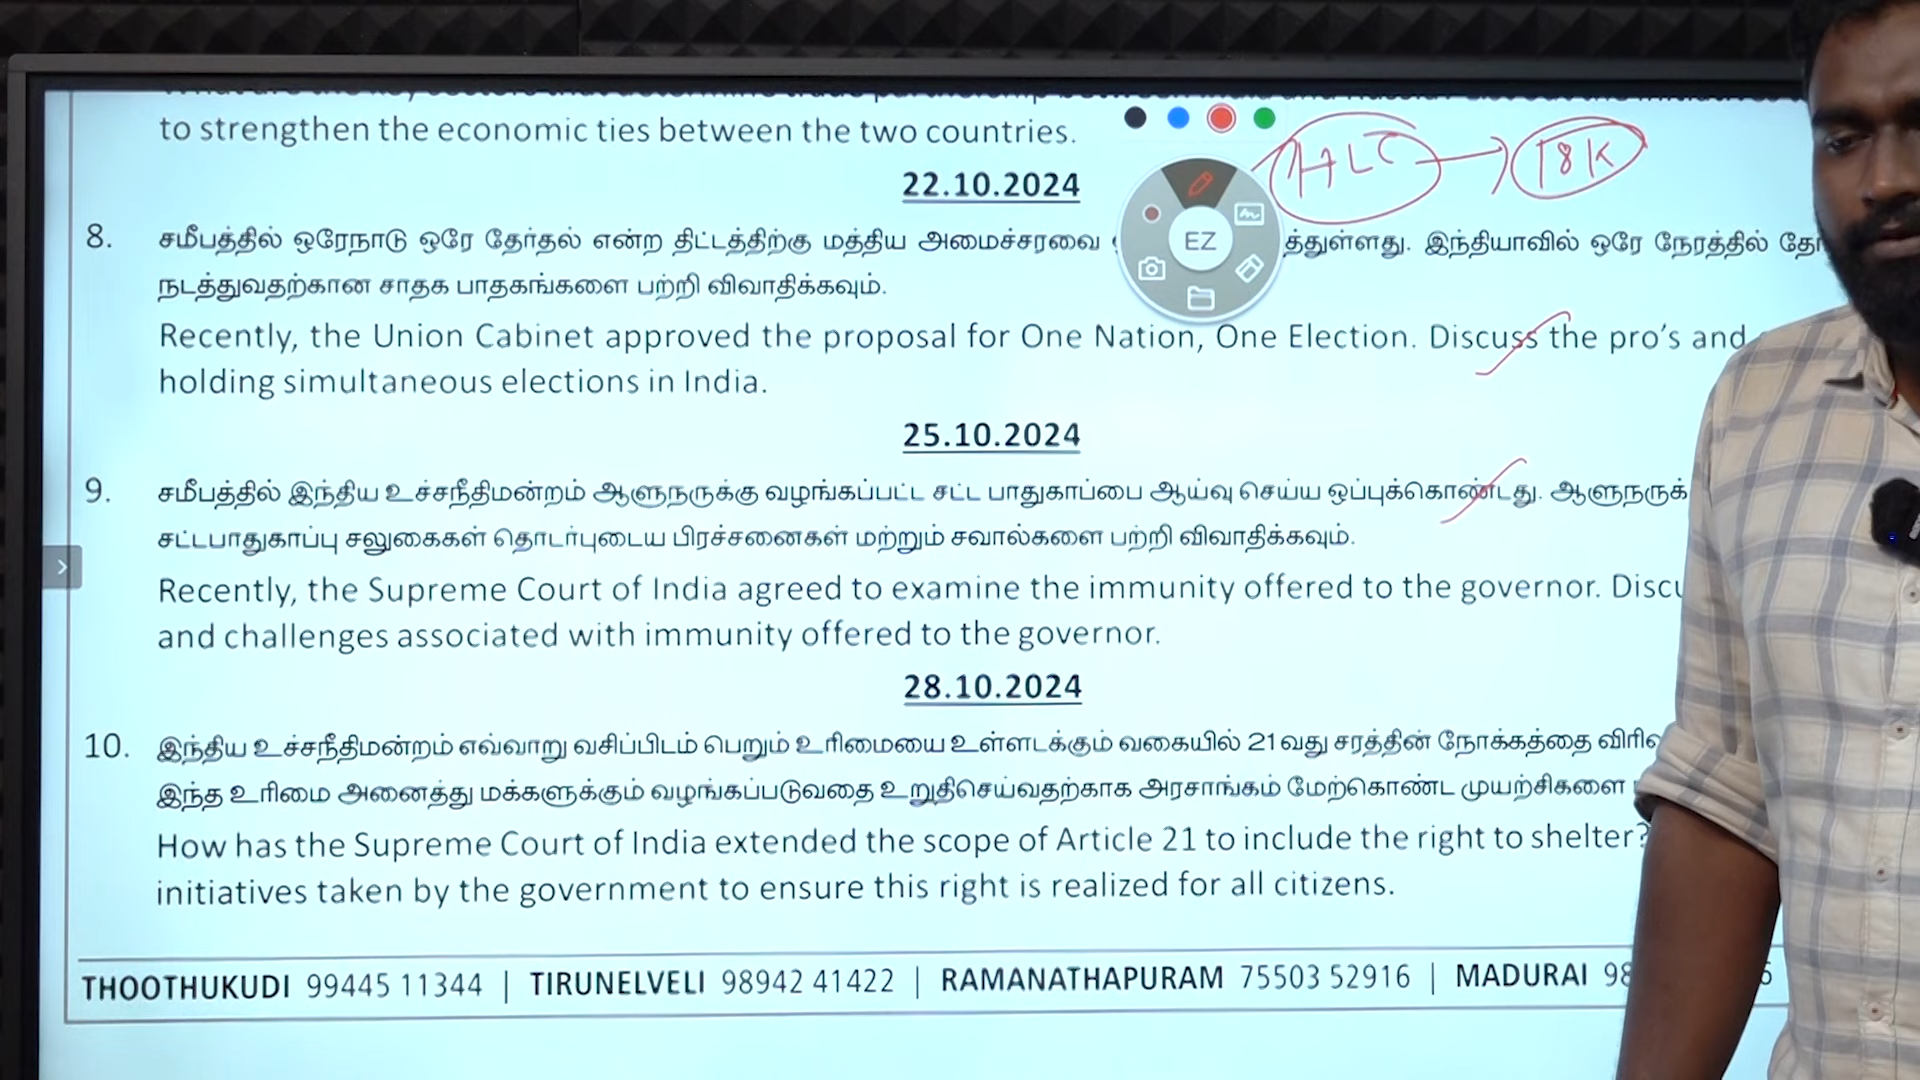 to strengthen the economic ties between the two countries.
HLC → 18K
22.10.2024
8. சமீபத்தில் ஒரேநாடு ஒரே தேர்தல் என்ற திட்டத்திற்கு மத்திய அமைச்சரவை த்துள்ளது. இந்தியாவில் ஒரே நேரத்தில்
நடத்துவதற்கான சாதக பாதகங்களை பற்றி விவாதிக்கவும்.
EZ
Recently, the Union Cabinet approved the proposal for One Nation, One Election. Discuss the pro's and
holding simultaneous elections in India.
25.10.2024
9. சமீபத்தில் இந்திய உச்சநீதிமன்றம் ஆளுநருக்கு வழங்கப்பட்ட சட்ட பாதுகாப்பை ஆய்வு செய்ய ஒப்புக்கொண்டது. ஆளுநருக்
சட்டபாதுகாப்பு சலுகைகள் தொடர்புடைய பிரச்சனைகள் மற்றும் சவால்களை பற்றி விவாதிக்கவும்.
Recently, the Supreme Court of India agreed to examine the immunity offered to the governor. Discu
and challenges associated with immunity offered to the governor.
28.10.2024
10. இந்திய உச்சநீதிமன்றம் எவ்வாறு வசிப்பிடம் பெறும் உரிமையை உள்ளடக்கும் வகையில் 21வது சரத்தின் நோக்கத்தை
இந்த உரிமை அனைத்து மக்களுக்கும் வழங்கப்படுவதை உறுதிசெய்வதற்காக அரசாங்கம் மேற்கொண்ட முயற்சிகளை
How has the Supreme Court of India extended the scope of Article 21 to include the right to shelter?
initiatives taken by the government to ensure this right is realized for all citizens.
THOOTHUKUDI 99445 11344 | TIRUNELVELI 98942 41422 | RAMANATHAPURAM 75503 52916 | MADURAI 98